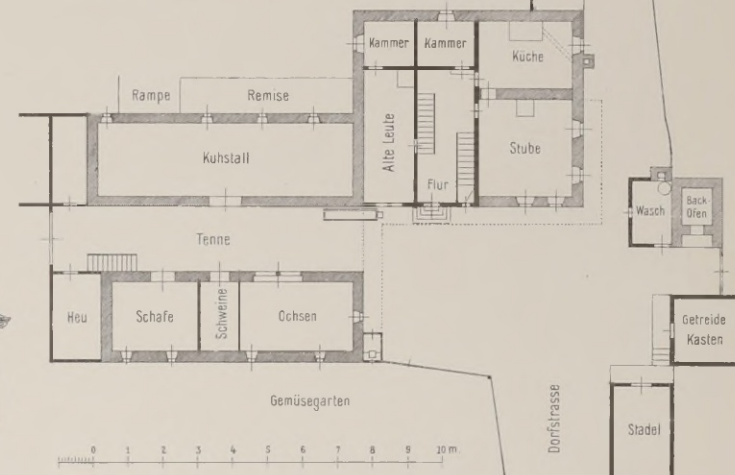 Kammer
Kammer
Küche
Rampe
Remise
Alte Leute
Stube
Kuhstall
Flur
Wasch
Back-
Ofen
Tenne
Heu
Schafe
Schweine
Ochsen
Getreide
Kasten
Gemüsegarten
Dorfstrasse
Stadel
0 1 2 3 4 5 6 7 8 9 10 m.